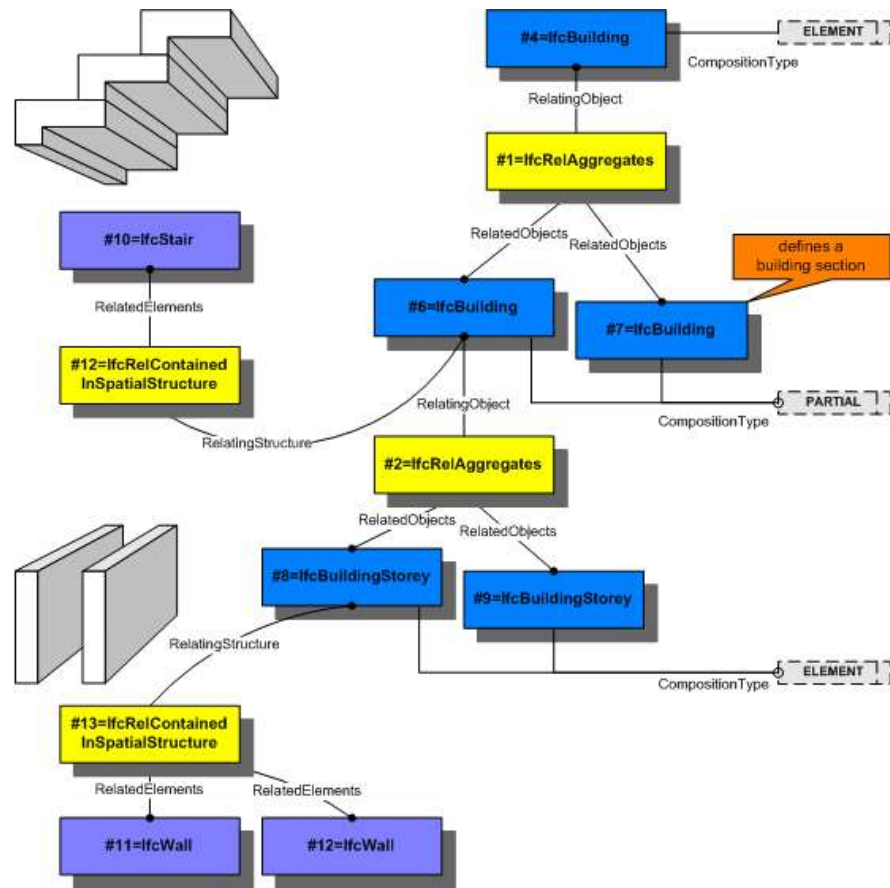 #4=IfcBuilding
ELEMENT
CompositionType
RelatingObject
#1=IfcRelAggregates
#10=IfcStair
RelatedObjects
RelatedObjects
defines a
building section
RelatedElements
#6=IfcBuilding
#7=IfcBuilding
#12=IfcRelContained
InSpatialStructure
RelatingObject
PARTIAL
CompositionType
RelatingStructure
#2=IfcRelAggregates
RelatedObjects
RelatedObjects
#8=IfcBuildingStorey
#9=IfcBuildingStorey
RelatingStructure
ELEMENT
CompositionType
#13=IfcRelContained
InSpatialStructure
RelatedElements
RelatedElements
#11=IfcWall
#12=IfcWall